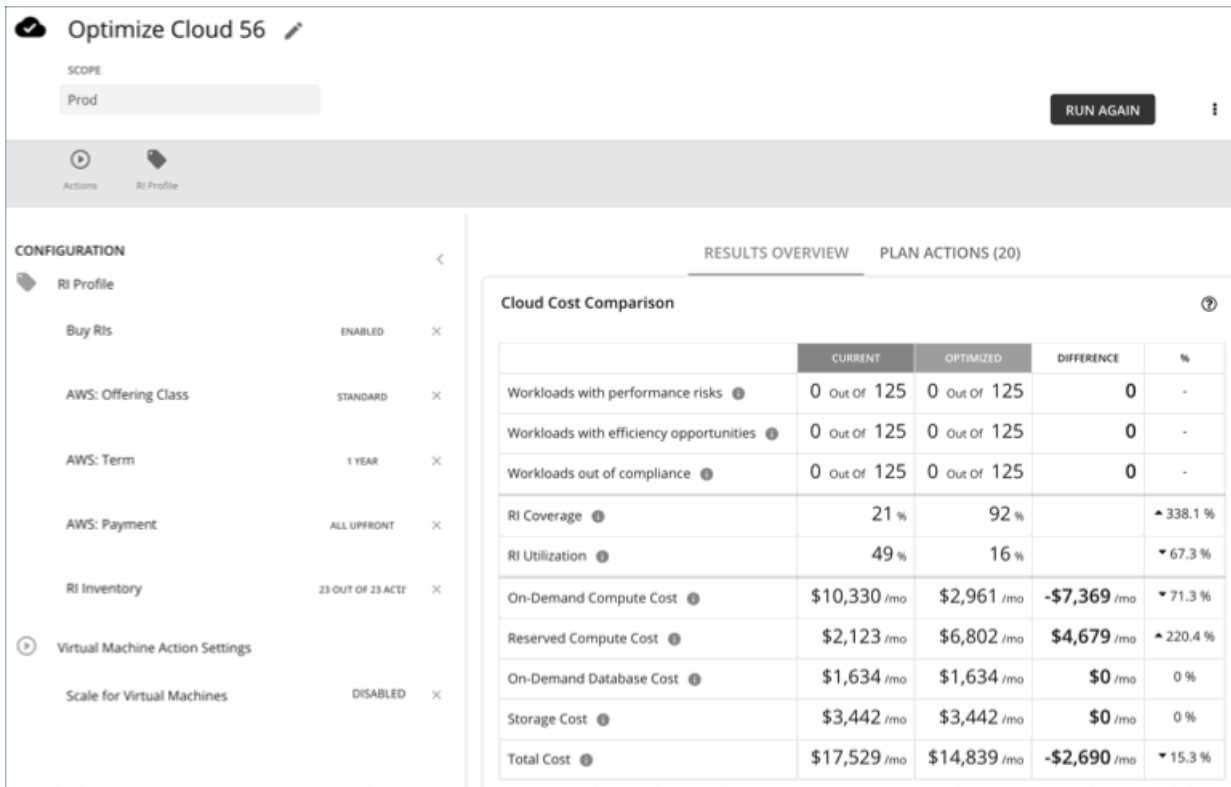 Optimize Cloud 56
SCOPE
Prod
RUN AGAIN
Actions
RI Profile
CONFIGURATION
RI Profile
Buy RIs ENABLED
AWS: Offering Class STANDARD
AWS: Term 1 YEAR
AWS: Payment ALL UPFRONT
RI Inventory 23 OUT OF 23 ACTI
Virtual Machine Action Settings
Scale for Virtual Machines DISABLED
RESULTS OVERVIEW PLAN ACTIONS (20)
Cloud Cost Comparison
CURRENT OPTIMIZED DIFFERENCE %
Workloads with performance risks 0 Out Of 125 0 Out Of 125 0 -
Workloads with efficiency opportunities 0 Out Of 125 0 Out Of 125 0 -
Workloads out of compliance 0 Out Of 125 0 Out Of 125 0 -
RI Coverage 21 % 92 % 338.1 %
RI Utilization 49 % 16 % 67.3 %
On-Demand Compute Cost $10,330 /mo $2,961 /mo -$7,369 /mo 71.3 %
Reserved Compute Cost $2,123 /mo $6,802 /mo $4,679 /mo 220.4 %
On-Demand Database Cost $1,634 /mo $1,634 /mo $0 /mo 0 %
Storage Cost $3,442 /mo $3,442 /mo $0 /mo 0 %
Total Cost $17,529 /mo $14,839 /mo -$2,690 /mo 15.3 %